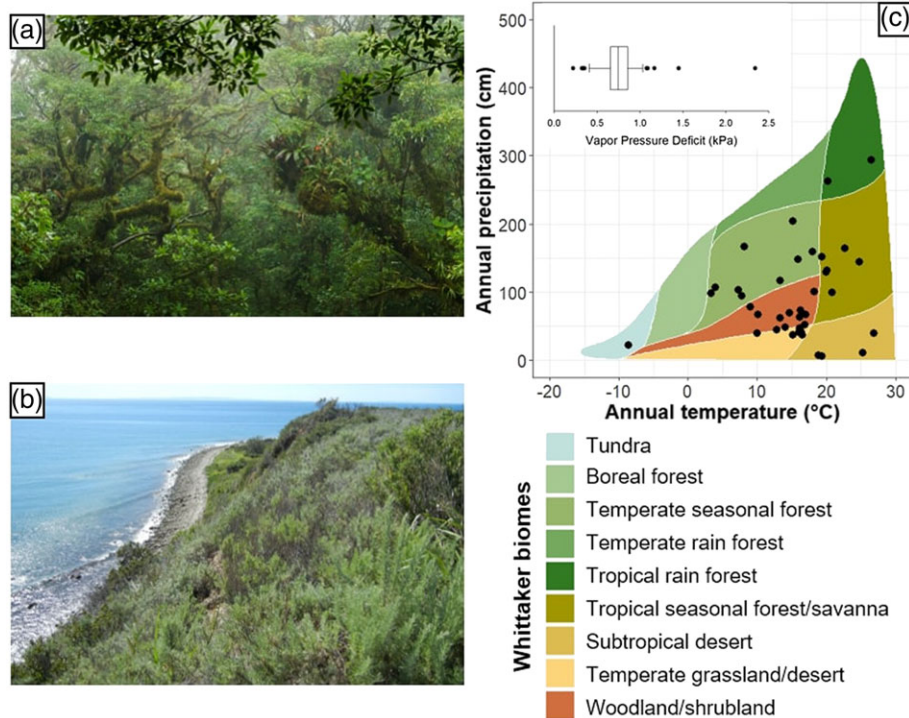 (a)
(b)
(c)
Annual precipitation (cm)
500
400
300
200
100
0
0.0 0.5 1.0 1.5 2.0 2.5
Vapor Pressure Deficit (kPa)
-20 -10 0 10 20 30
Annual temperature (°C)
Whittaker biomes
Tundra
Boreal forest
Temperate seasonal forest
Temperate rain forest
Tropical rain forest
Tropical seasonal forest/savanna
Subtropical desert
Temperate grassland/desert
Woodland/shrubland